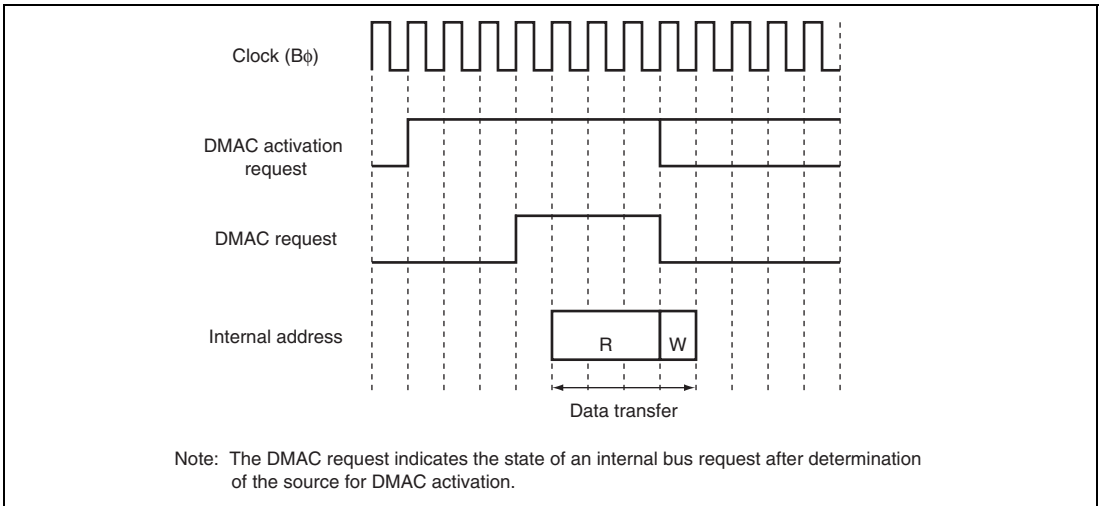 Clock (Bϕ)
DMAC activation
request
DMAC request
Internal address
R
W
Data transfer
Note: The DMAC request indicates the state of an internal bus request after determination
of the source for DMAC activation.